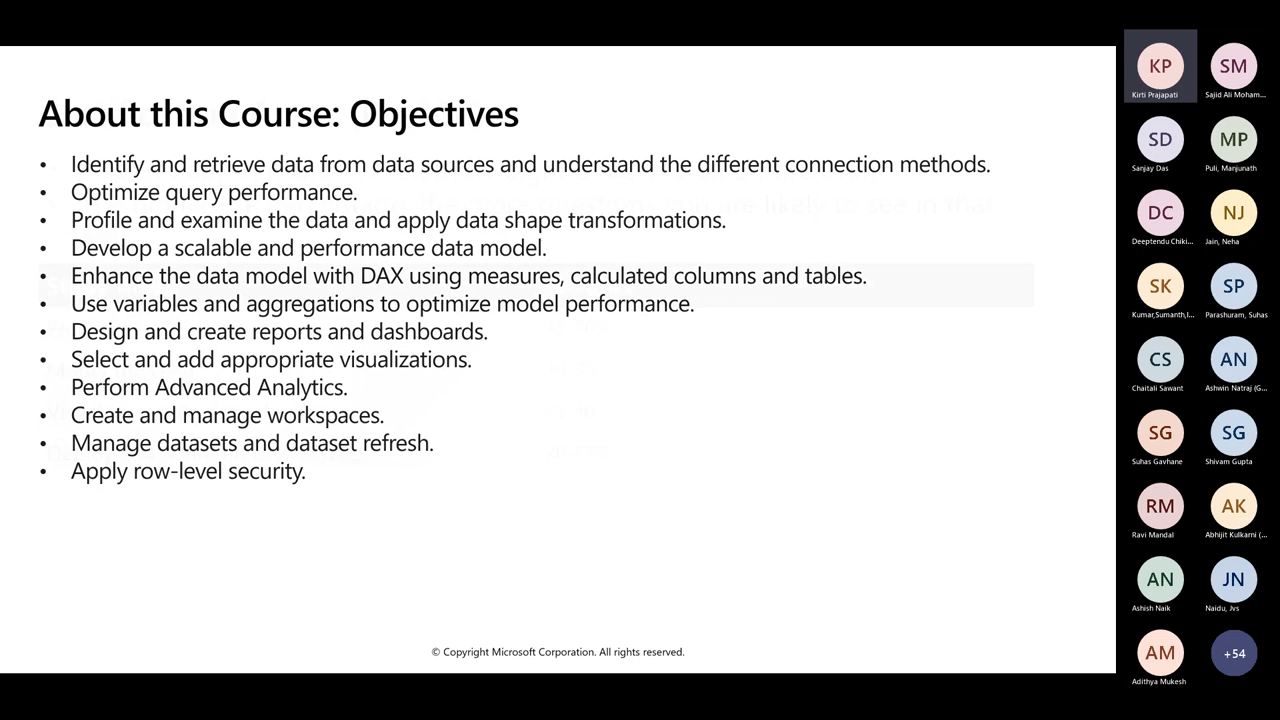 About this Course: Objectives
• Identify and retrieve data from data sources and understand the different connection methods.
• Optimize query performance.
• Profile and examine the data and apply data shape transformations.
• Develop a scalable and performance data model.
• Enhance the data model with DAX using measures, calculated columns and tables.
• Use variables and aggregations to optimize model performance.
• Design and create reports and dashboards.
• Select and add appropriate visualizations.
• Perform Advanced Analytics.
• Create and manage workspaces.
• Manage datasets and dataset refresh.
• Apply row-level security.
© Copyright Microsoft Corporation. All rights reserved.
KP SM
Kirti Prajapati Sajid Ali Moham...
SD MP
Sanjay Das Puli, Manjunath
DC NJ
Deeptendu Chiki... Jain, Neha
SK SP
Kumar,Sumanth,I... Parashuram, Suhas
CS AN
Chaitali Sawant Ashwin Natraj (G...
SG SG
Suhas Gavhane Shivam Gupta
RM AK
Ravi Mandal Abhijit Kulkarni (...
AN JN
Ashish Naik Naidu, Jvs
AM +54
Adithya Mukesh